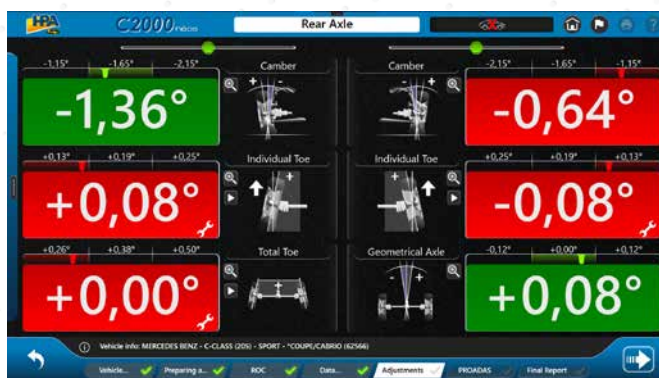 HPA
C2000
Rear Axle
-1,15° -1,65° -2,15°
Camber
-1,36°
Camber
-2,15° -1,65° -1,15°
-0,64°
+0,13° +0,19° +0,25°
Individual Toe
+0,08°
Individual Toe
+0,25° +0,19° +0,13°
-0,08°
+0,26° +0,38° +0,50°
Total Toe
+0,00°
Geometrical Axle
-0,12° +0,00° +0,12°
+0,08°
Vehicle info: MERCEDES BENZ - C-CLASS (205) - SPORT - *COUPE/CABRIO (62566)
Vehicle... Preparing a... ROC Data... Adjustments PROADAS Final Report